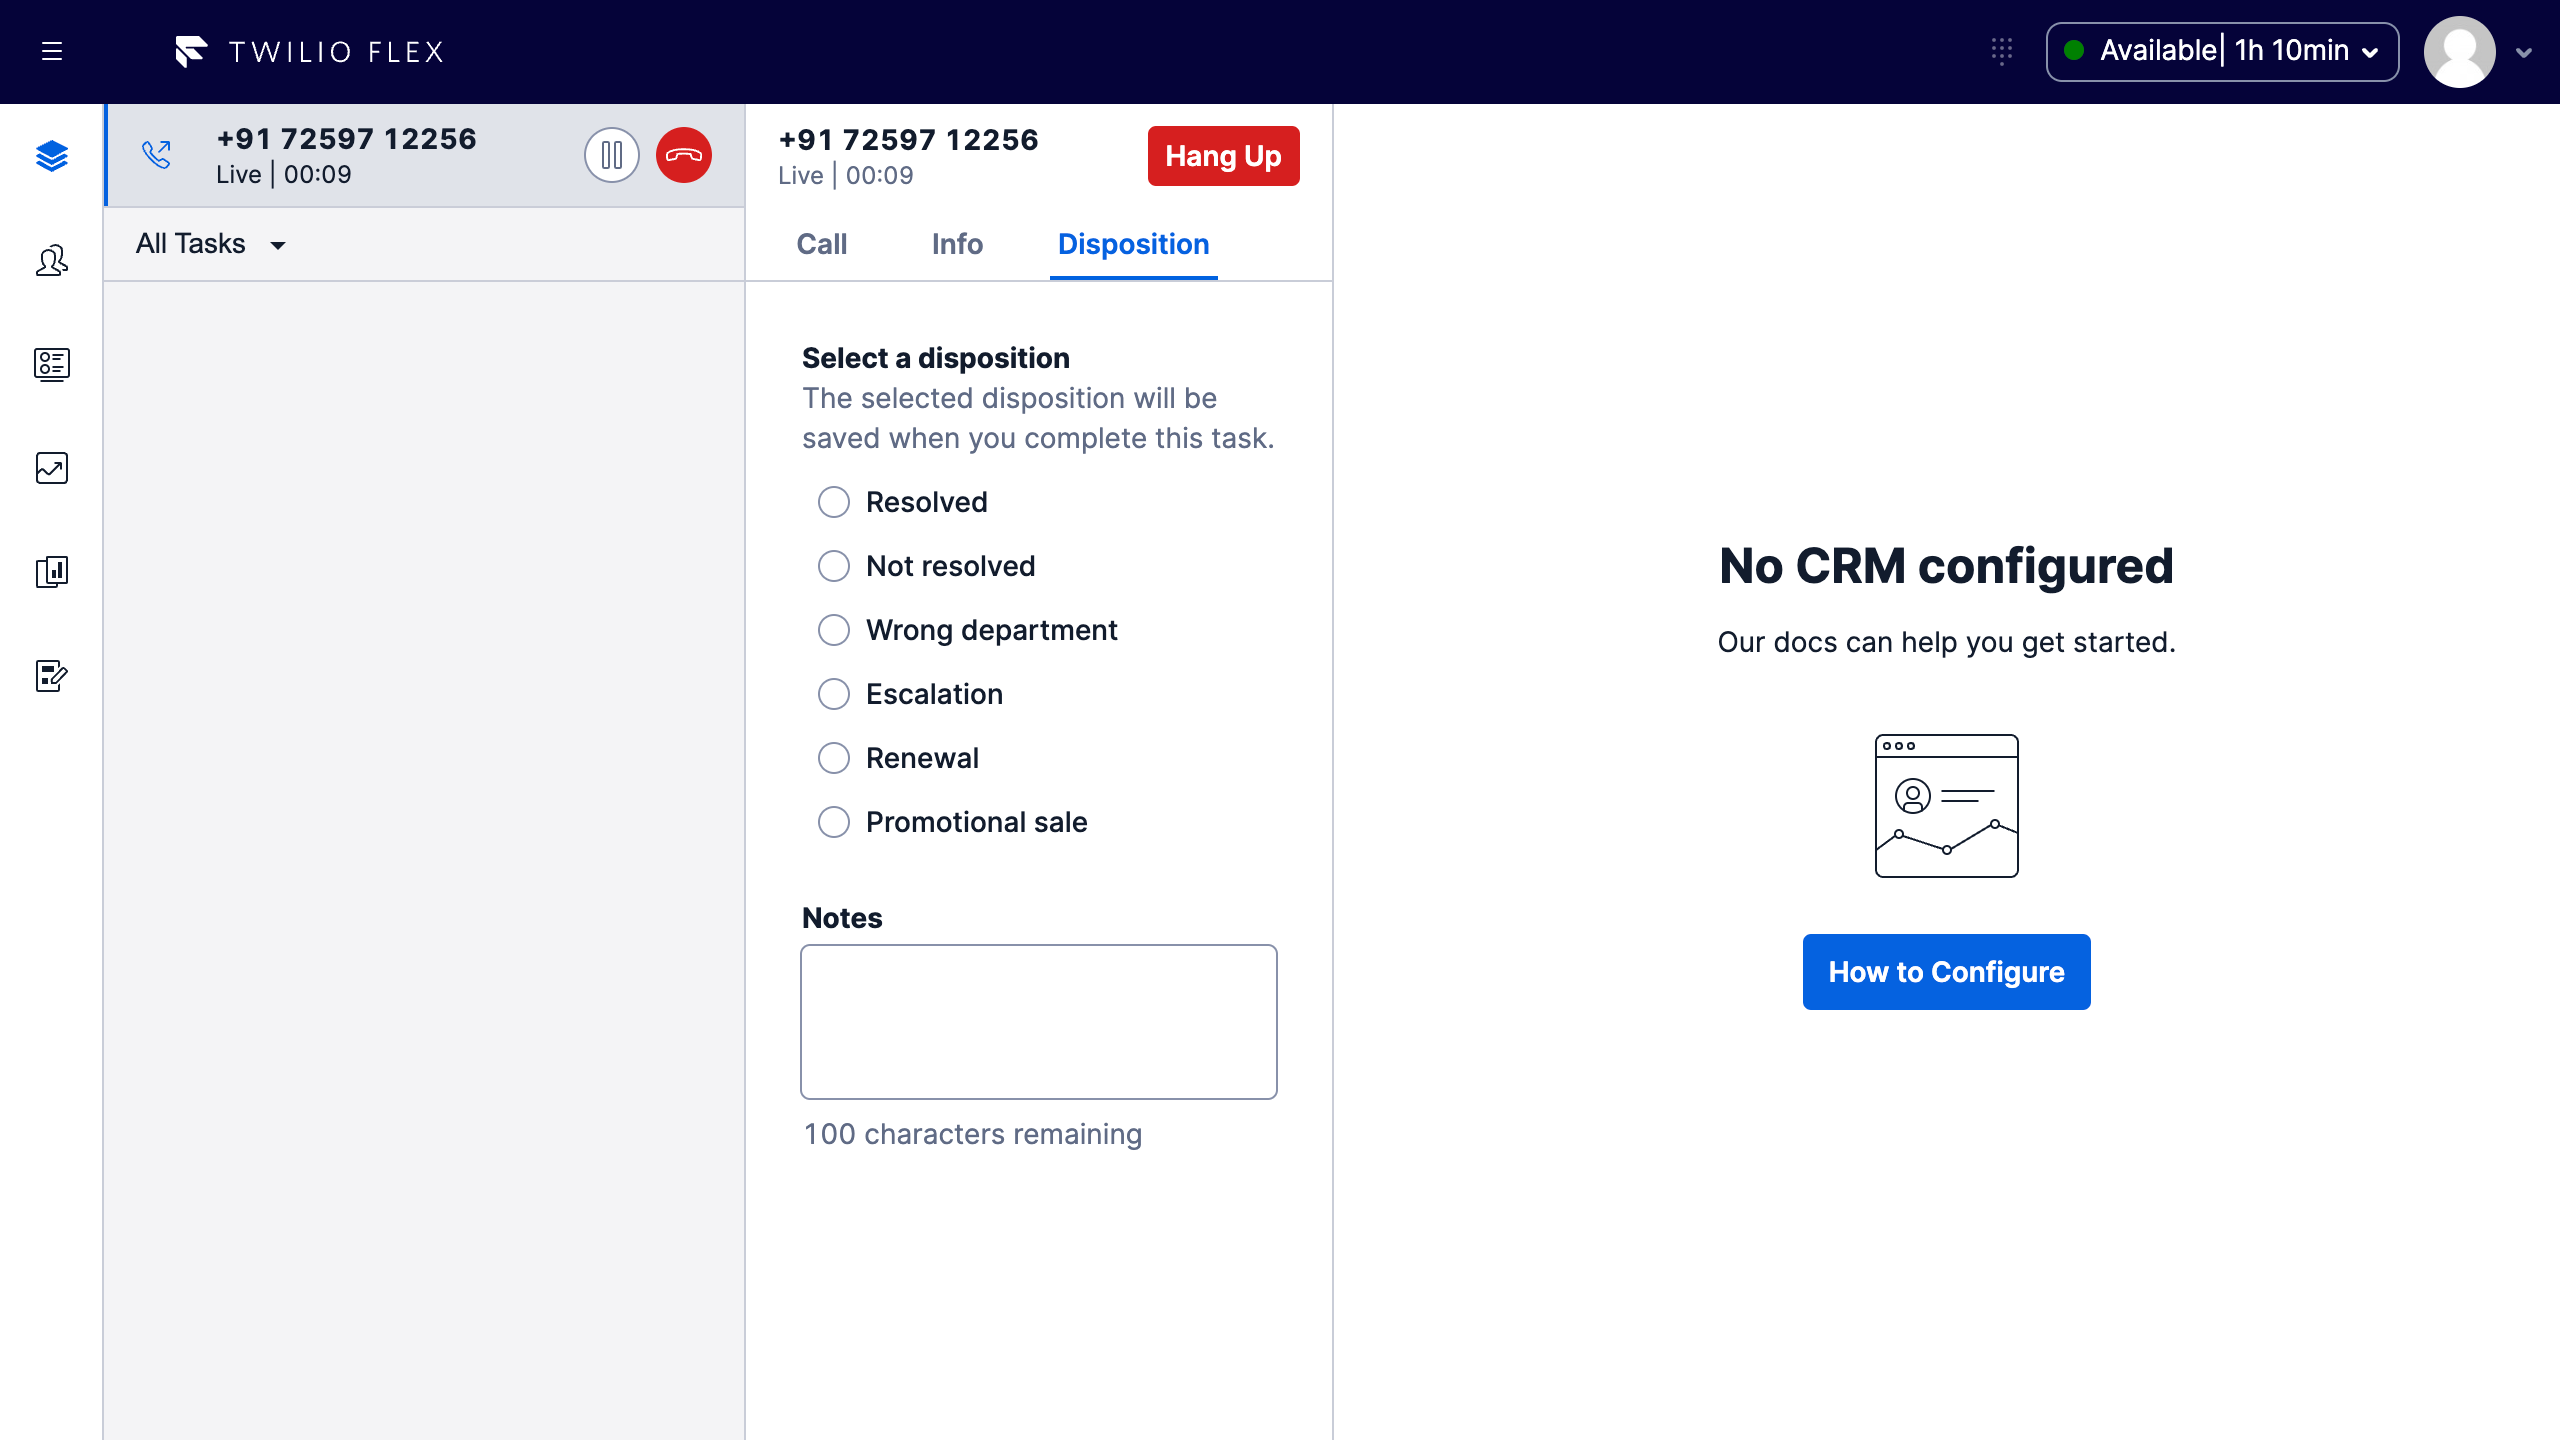 TWILIO FLEX
Available| 1h 10min
+91 72597 12256
Live | 00:09
All Tasks
+91 72597 12256
Live | 00:09
Hang Up
Call
Info
Disposition
Select a disposition
The selected disposition will be
saved when you complete this task.
Resolved
Not resolved
Wrong department
Escalation
Renewal
Promotional sale
Notes
100 characters remaining
No CRM configured
Our docs can help you get started.
How to Configure